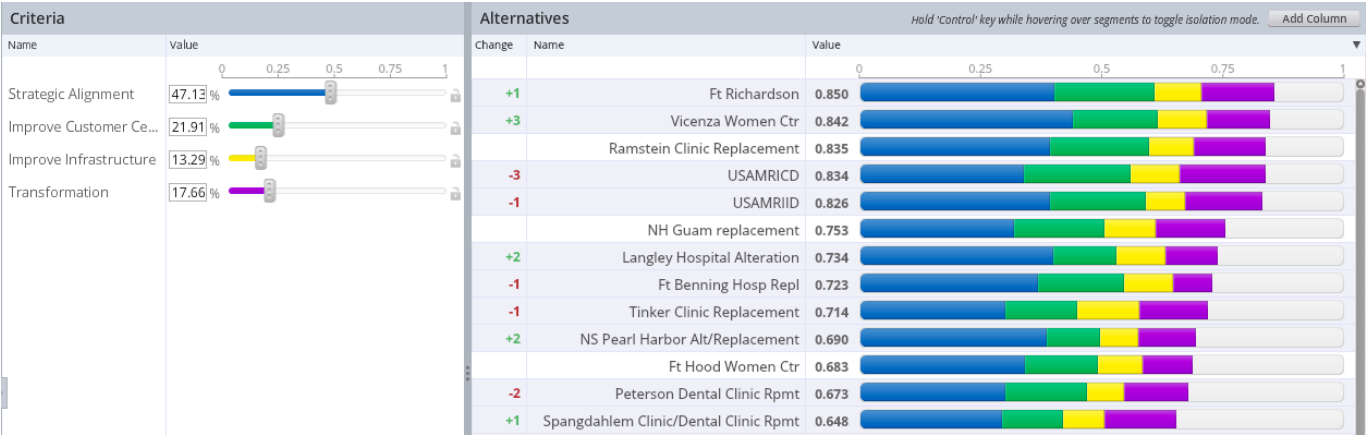 Criteria
Name Value
0 0.25 0.5 0.75 1
Strategic Alignment 47.13 %
Improve Customer Ce... 21.91 %
Improve Infrastructure 13.29 %
Transformation 17.66 %
Alternatives Hold 'Control' key while hovering over segments to toggle isolation mode. Add Column
Change Name Value
0 0.25 0.5 0.75 1
+1 Ft Richardson 0.850
+3 Vicenza Women Ctr 0.842
Ramstein Clinic Replacement 0.835
-3 USAMRICD 0.834
-1 USAMRIID 0.826
NH Guam replacement 0.753
+2 Langley Hospital Alteration 0.734
-1 Ft Benning Hosp Repl 0.723
-1 Tinker Clinic Replacement 0.714
+2 NS Pearl Harbor Alt/Replacement 0.690
Ft Hood Women Ctr 0.683
-2 Peterson Dental Clinic Rpmt 0.673
+1 Spangdahlem Clinic/Dental Clinic Rpmt 0.648